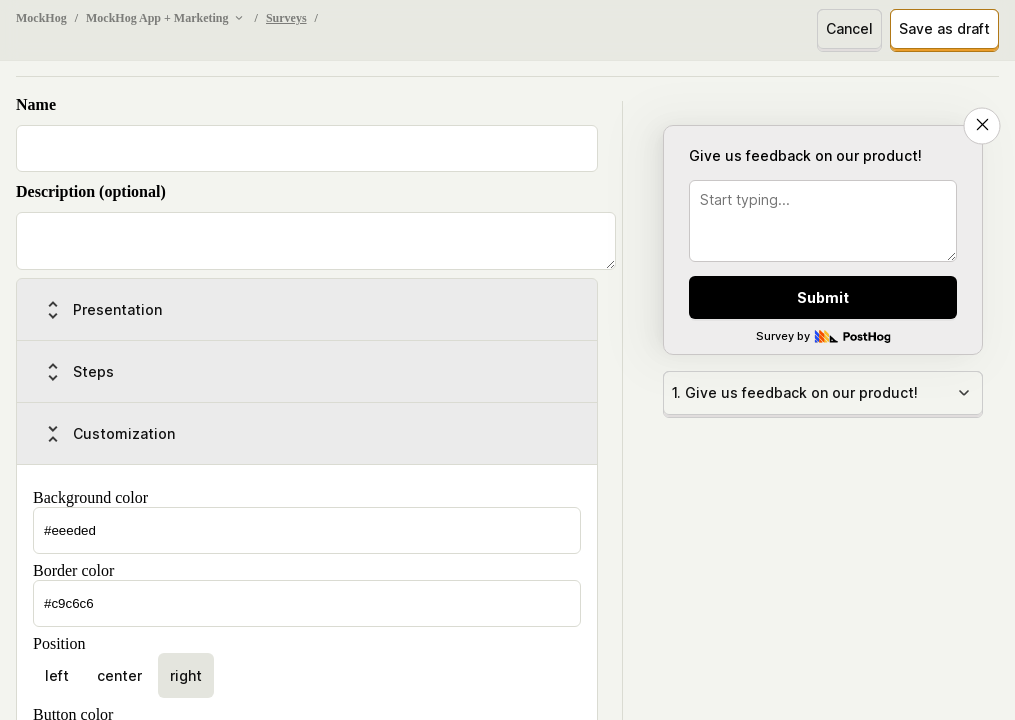 MockHog / MockHog App + Marketing / Surveys /
Cancel
Save as draft
Name
Description (optional)
Presentation
Steps
Customization
Background color
#eeeded
Border color
#c9c6c6
Position
left center right
Button color
Give us feedback on our product!
Start typing...
Submit
Survey by PostHog
1. Give us feedback on our product!